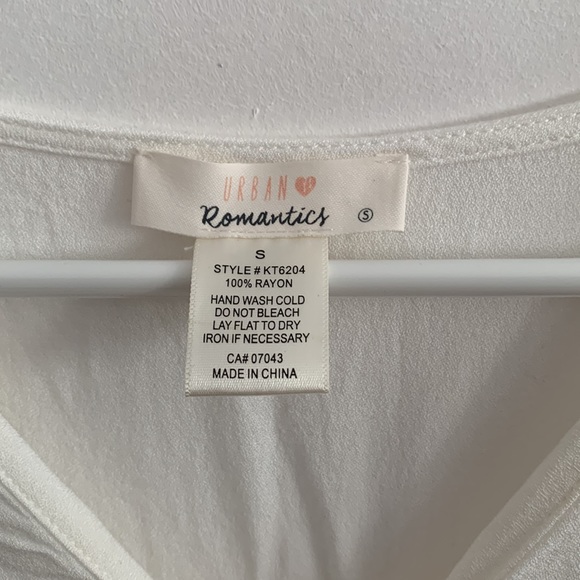 URBAN
Romantics Ⓢ
S
STYLE # KT6204
100% RAYON
HAND WASH COLD
DO NOT BLEACH
LAY FLAT TO DRY
IRON IF NECESSARY
CA# 07043
MADE IN CHINA